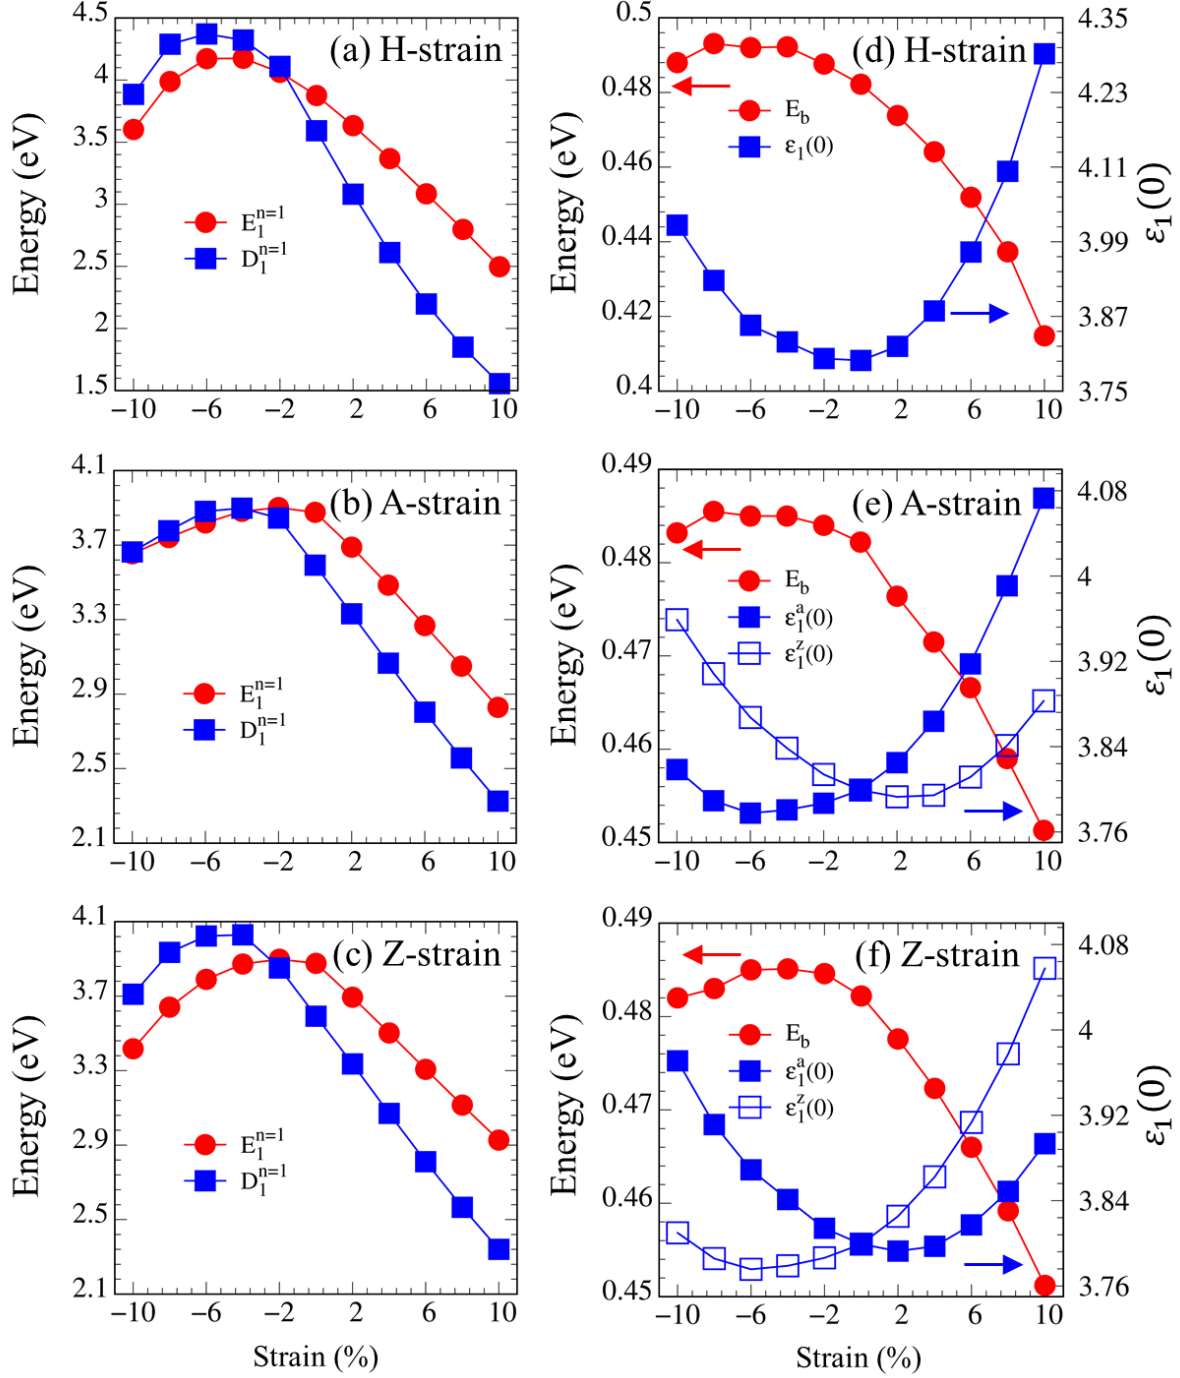 (a) H-strain
Energy (eV)
4.5
4
3.5
3
2.5
2
1.5
E₁ⁿ⁼¹
D₁ⁿ⁼¹
−10 −6 −2 2 6 10
(d) H-strain
Energy (eV)
0.5
0.48
0.46
0.44
0.42
0.4
E_b
ε₁(0)
4.35
4.23
4.11
3.99
3.87
3.75
ε₁(0)
−10 −6 −2 2 6 10
(b) A-strain
Energy (eV)
4.1
3.7
3.3
2.9
2.5
2.1
E₁ⁿ⁼¹
D₁ⁿ⁼¹
−10 −6 −2 2 6 10
(e) A-strain
Energy (eV)
0.49
0.48
0.47
0.46
0.45
E_b
ε₁ᵃ(0)
ε₁ᶻ(0)
4.08
4
3.92
3.84
3.76
ε₁(0)
−10 −6 −2 2 6 10
(c) Z-strain
Energy (eV)
4.1
3.7
3.3
2.9
2.5
2.1
E₁ⁿ⁼¹
D₁ⁿ⁼¹
−10 −6 −2 2 6 10
Strain (%)
(f) Z-strain
Energy (eV)
0.49
0.48
0.47
0.46
0.45
E_b
ε₁ᵃ(0)
ε₁ᶻ(0)
4.08
4
3.92
3.84
3.76
ε₁(0)
−10 −6 −2 2 6 10
Strain (%)